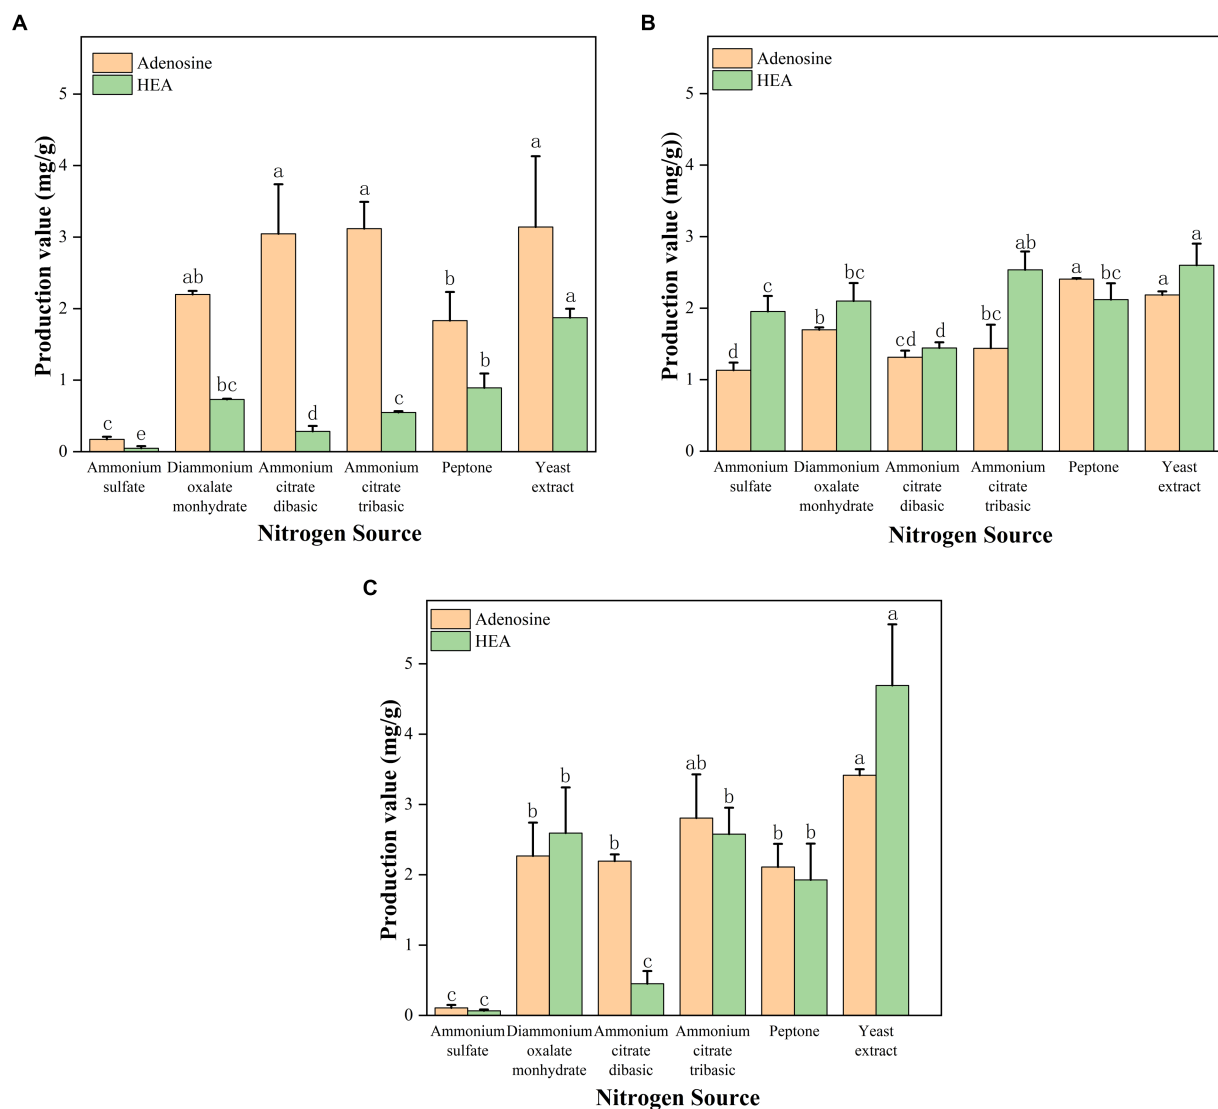 A
Adenosine
HEA
Production value (mg/g)
5
4
3
2
1
0
c
e
ab
bc
a
d
a
c
b
b
a
a
Ammonium
sulfate
Diammonium
oxalate
monhydrate
Ammonium
citrate
dibasic
Ammonium
citrate
tribasic
Peptone
Yeast
extract
Nitrogen Source
B
Adenosine
HEA
Production value (mg/g))
5
4
3
2
1
0
d
c
b
bc
cd
d
bc
ab
a
bc
a
a
Ammonium
sulfate
Diammonium
oxalate
monhydrate
Ammonium
citrate
dibasic
Ammonium
citrate
tribasic
Peptone
Yeast
extract
Nitrogen Source
C
Adenosine
HEA
Production value (mg/g)
5
4
3
2
1
0
c
c
b
b
b
c
ab
b
b
b
a
a
Ammonium
sulfate
Diammonium
oxalate
monhydrate
Ammonium
citrate
dibasic
Ammonium
citrate
tribasic
Peptone
Yeast
extract
Nitrogen Source